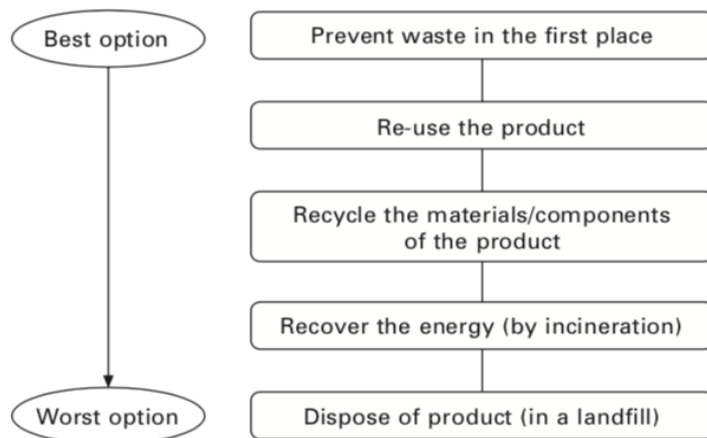 Best option
Prevent waste in the first place
Re-use the product
Recycle the materials/components
of the product
Recover the energy (by incineration)
Worst option
Dispose of product (in a landfill)